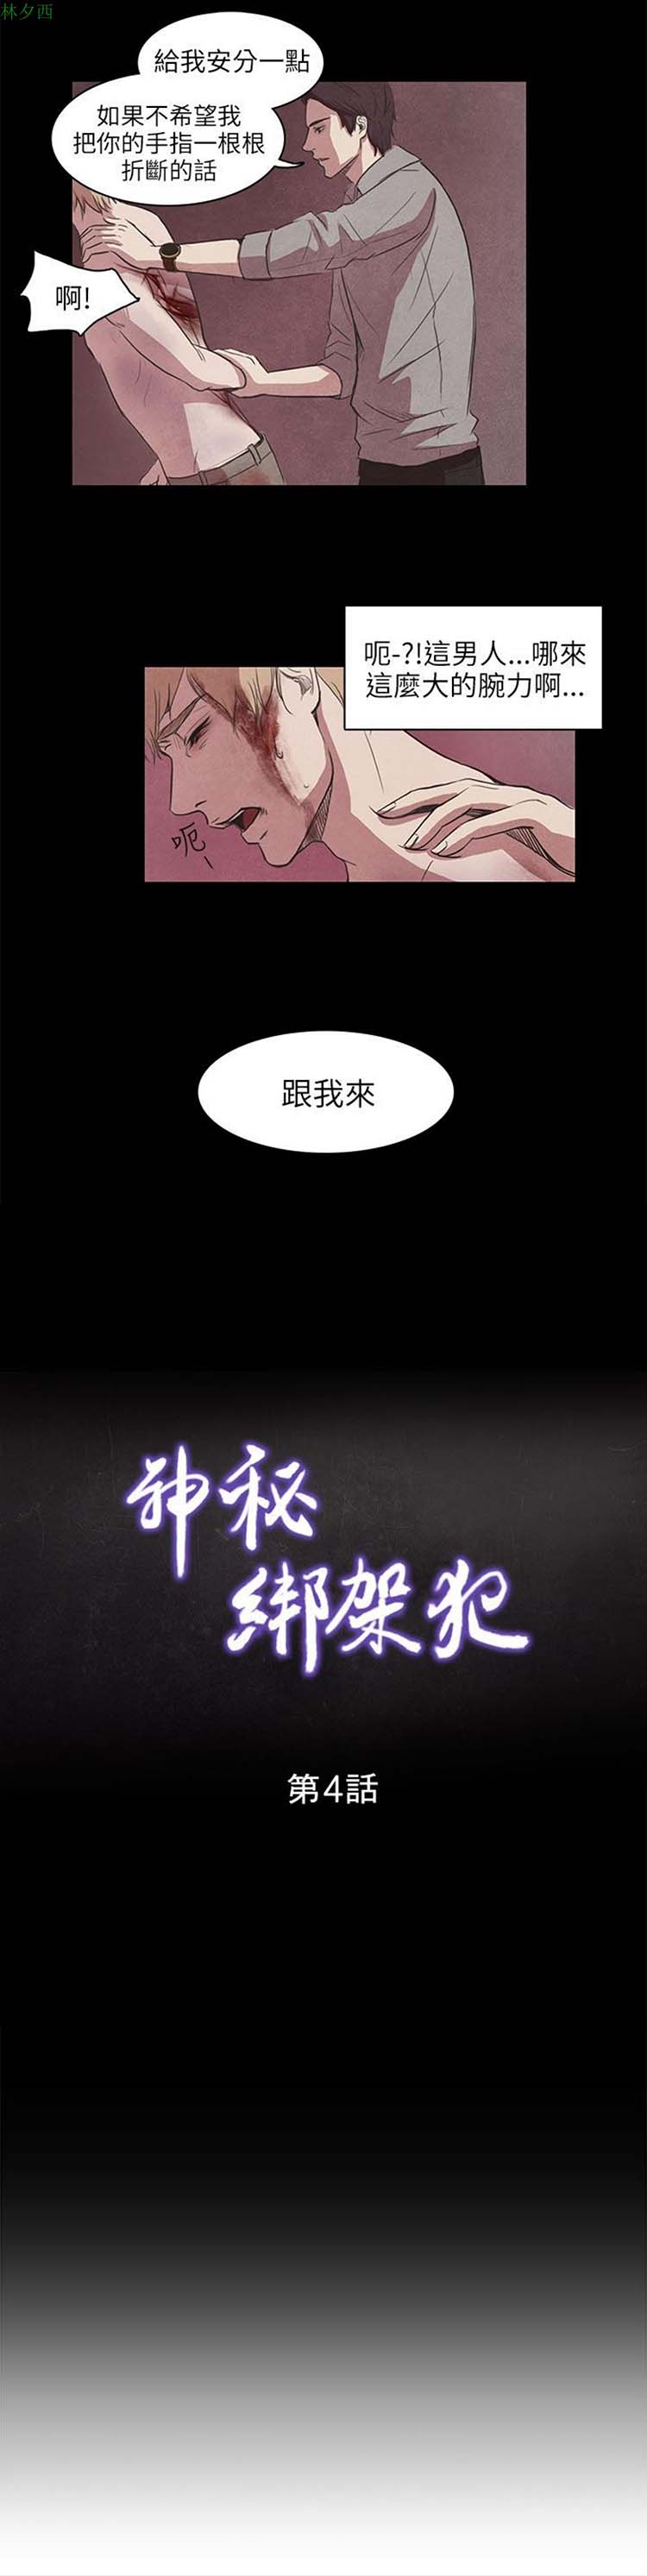 林夕西
給我安分一點
如果不希望我
把你的手指一根根
折斷的話
啊!
呃-?!這男人...哪來
這麼大的腕力啊...
呃-
跟我來
神秘
綁架犯
第4話